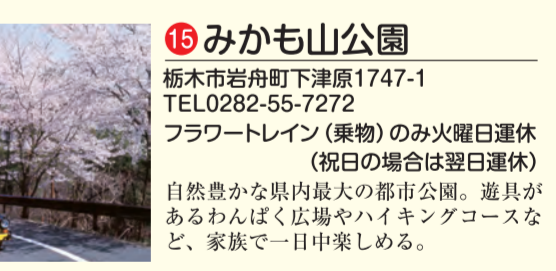 15 みかも山公園
栃木市岩舟町下津原1747-1
TEL0282-55-7272
フラワートレイン(乗物)のみ火曜日運休
(祝日の場合は翌日運休)
自然豊かな県内最大の都市公園。遊具が
あるわんぱく広場やハイキングコースな
ど、家族で一日中楽しめる。